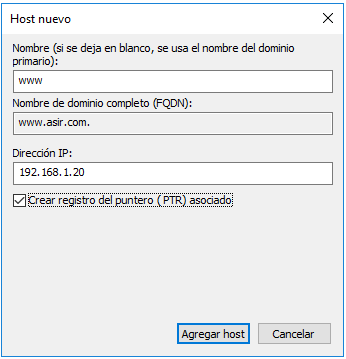 Host nuevo
Nombre (si se deja en blanco, se usa el nombre del dominio
primario):
www
Nombre de dominio completo (FQDN):
www.asir.com.
Dirección IP:
192.168.1.20
Crear registro del puntero (PTR) asociado
Agregar host
Cancelar